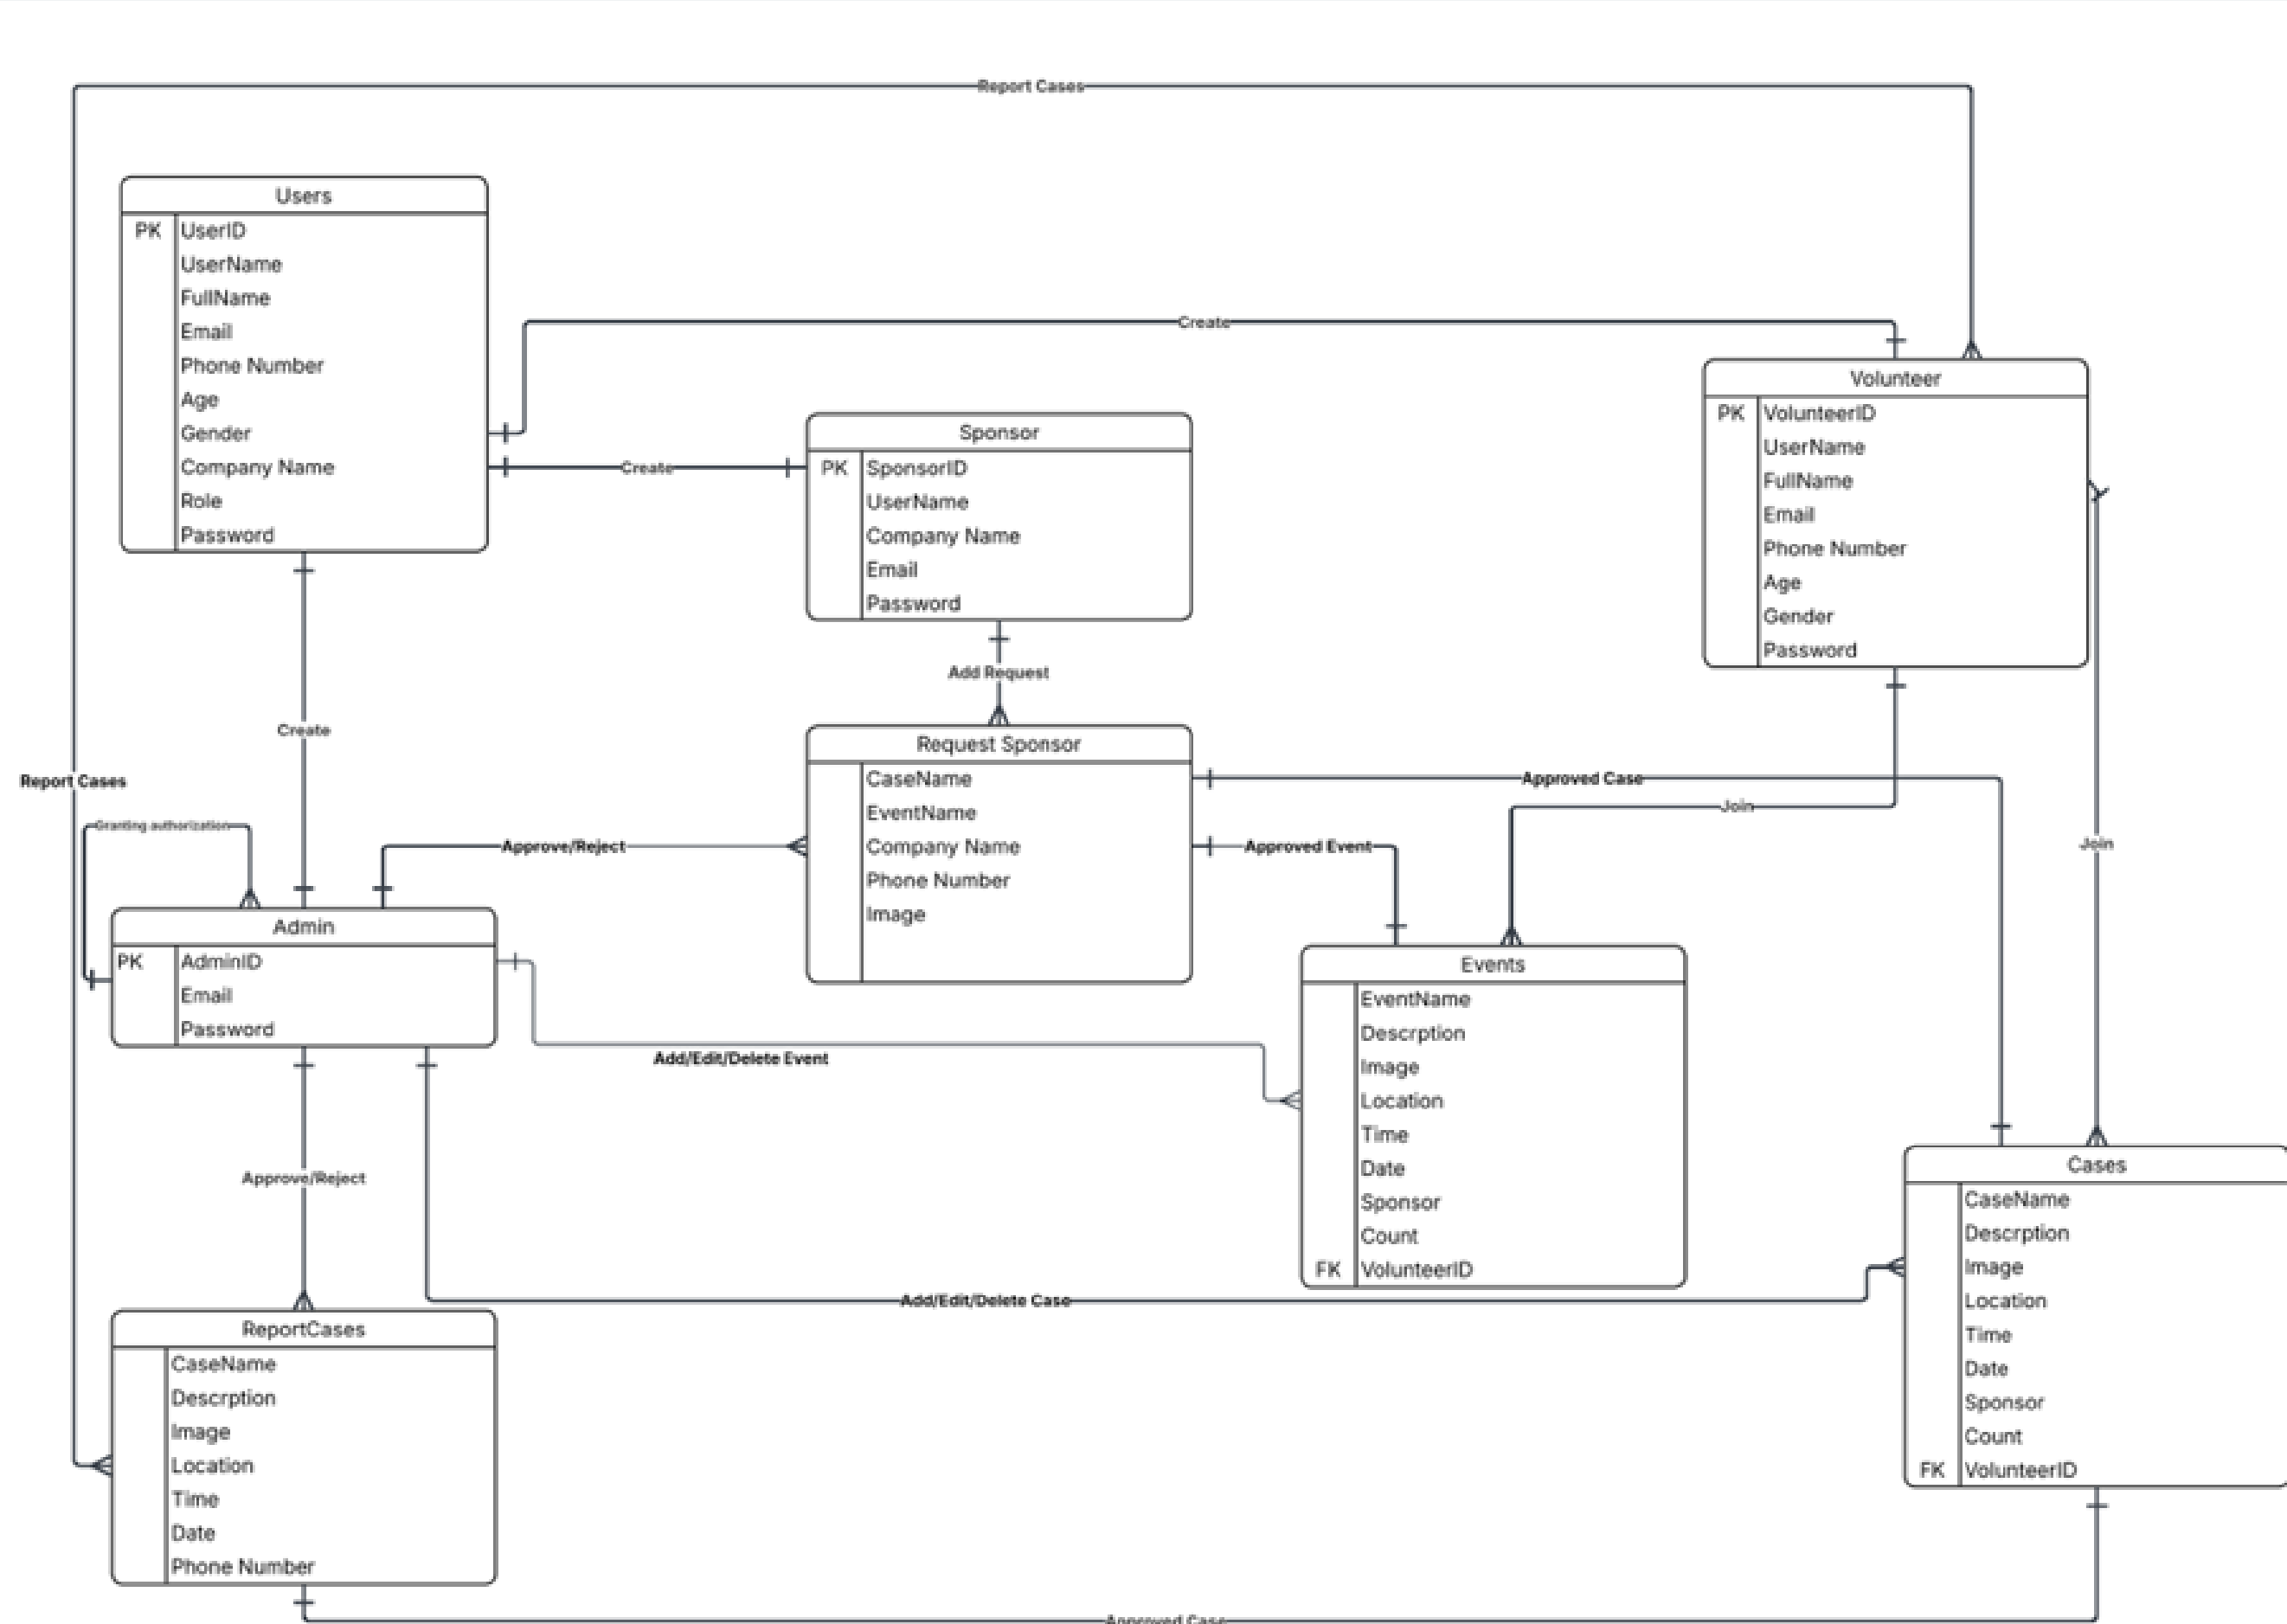 Report Cases
Users
PK UserID
UserName
FullName
Email
Phone Number
Age
Gender
Company Name
Role
Password
Create
Create
Sponsor
PK SponsorID
UserName
Company Name
Email
Password
Volunteer
PK VolunteerID
UserName
FullName
Email
Phone Number
Age
Gender
Password
Add Request
Create
Report Cases
Granting authorization
Approve/Reject
Request Sponsor
CaseName
EventName
Company Name
Phone Number
Image
Approved Case
Join
Approved Event
Join
Admin
PK AdminID
Email
Password
Add/Edit/Delete Event
Events
EventName
Descrption
Image
Location
Time
Date
Sponsor
Count
FK VolunteerID
Approve/Reject
Add/Edit/Delete Case
Cases
CaseName
Descrption
Image
Location
Time
Date
Sponsor
Count
FK VolunteerID
ReportCases
CaseName
Descrption
Image
Location
Time
Date
Phone Number
Approved Case